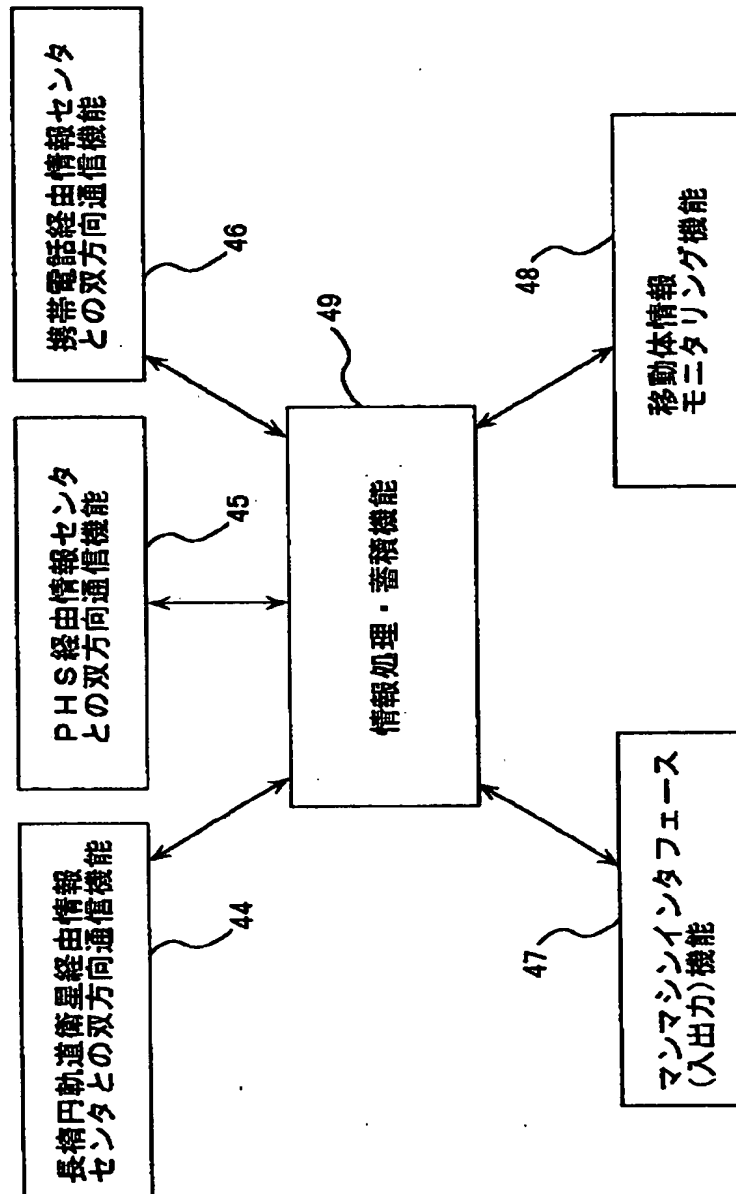 長楕円軌道衛星経由情報
センタとの双方向通信機能
44
PHS経由情報センタ
との双方向通信機能
45
携帯電話経由情報センタ
との双方向通信機能
46
情報処理・蓄積機能
49
マンマシンインタフェース
(入出力)機能
47
移動体情報
モニタリング機能
48